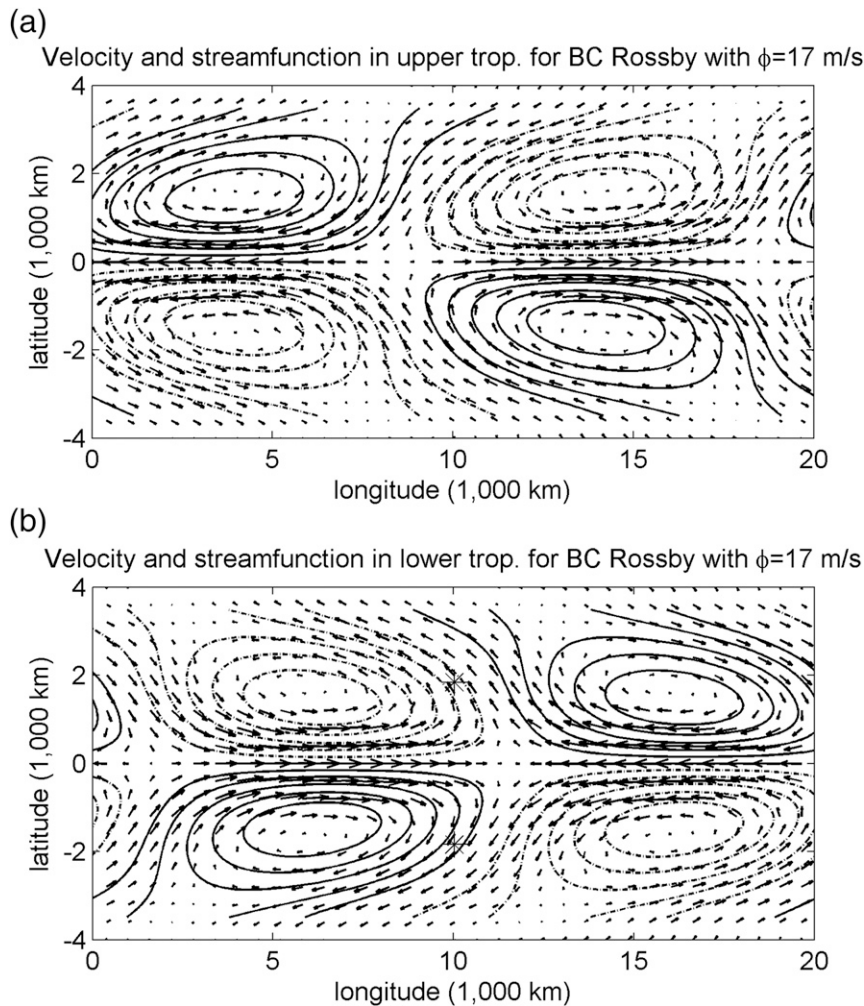 (a)
Velocity and streamfunction in upper trop. for BC Rossby with ϕ=17 m/s
4
2
0
-2
-4
latitude (1,000 km)
0 5 10 15 20
longitude (1,000 km)
(b)
Velocity and streamfunction in lower trop. for BC Rossby with ϕ=17 m/s
4
2
0
-2
-4
latitude (1,000 km)
0 5 10 15 20
longitude (1,000 km)